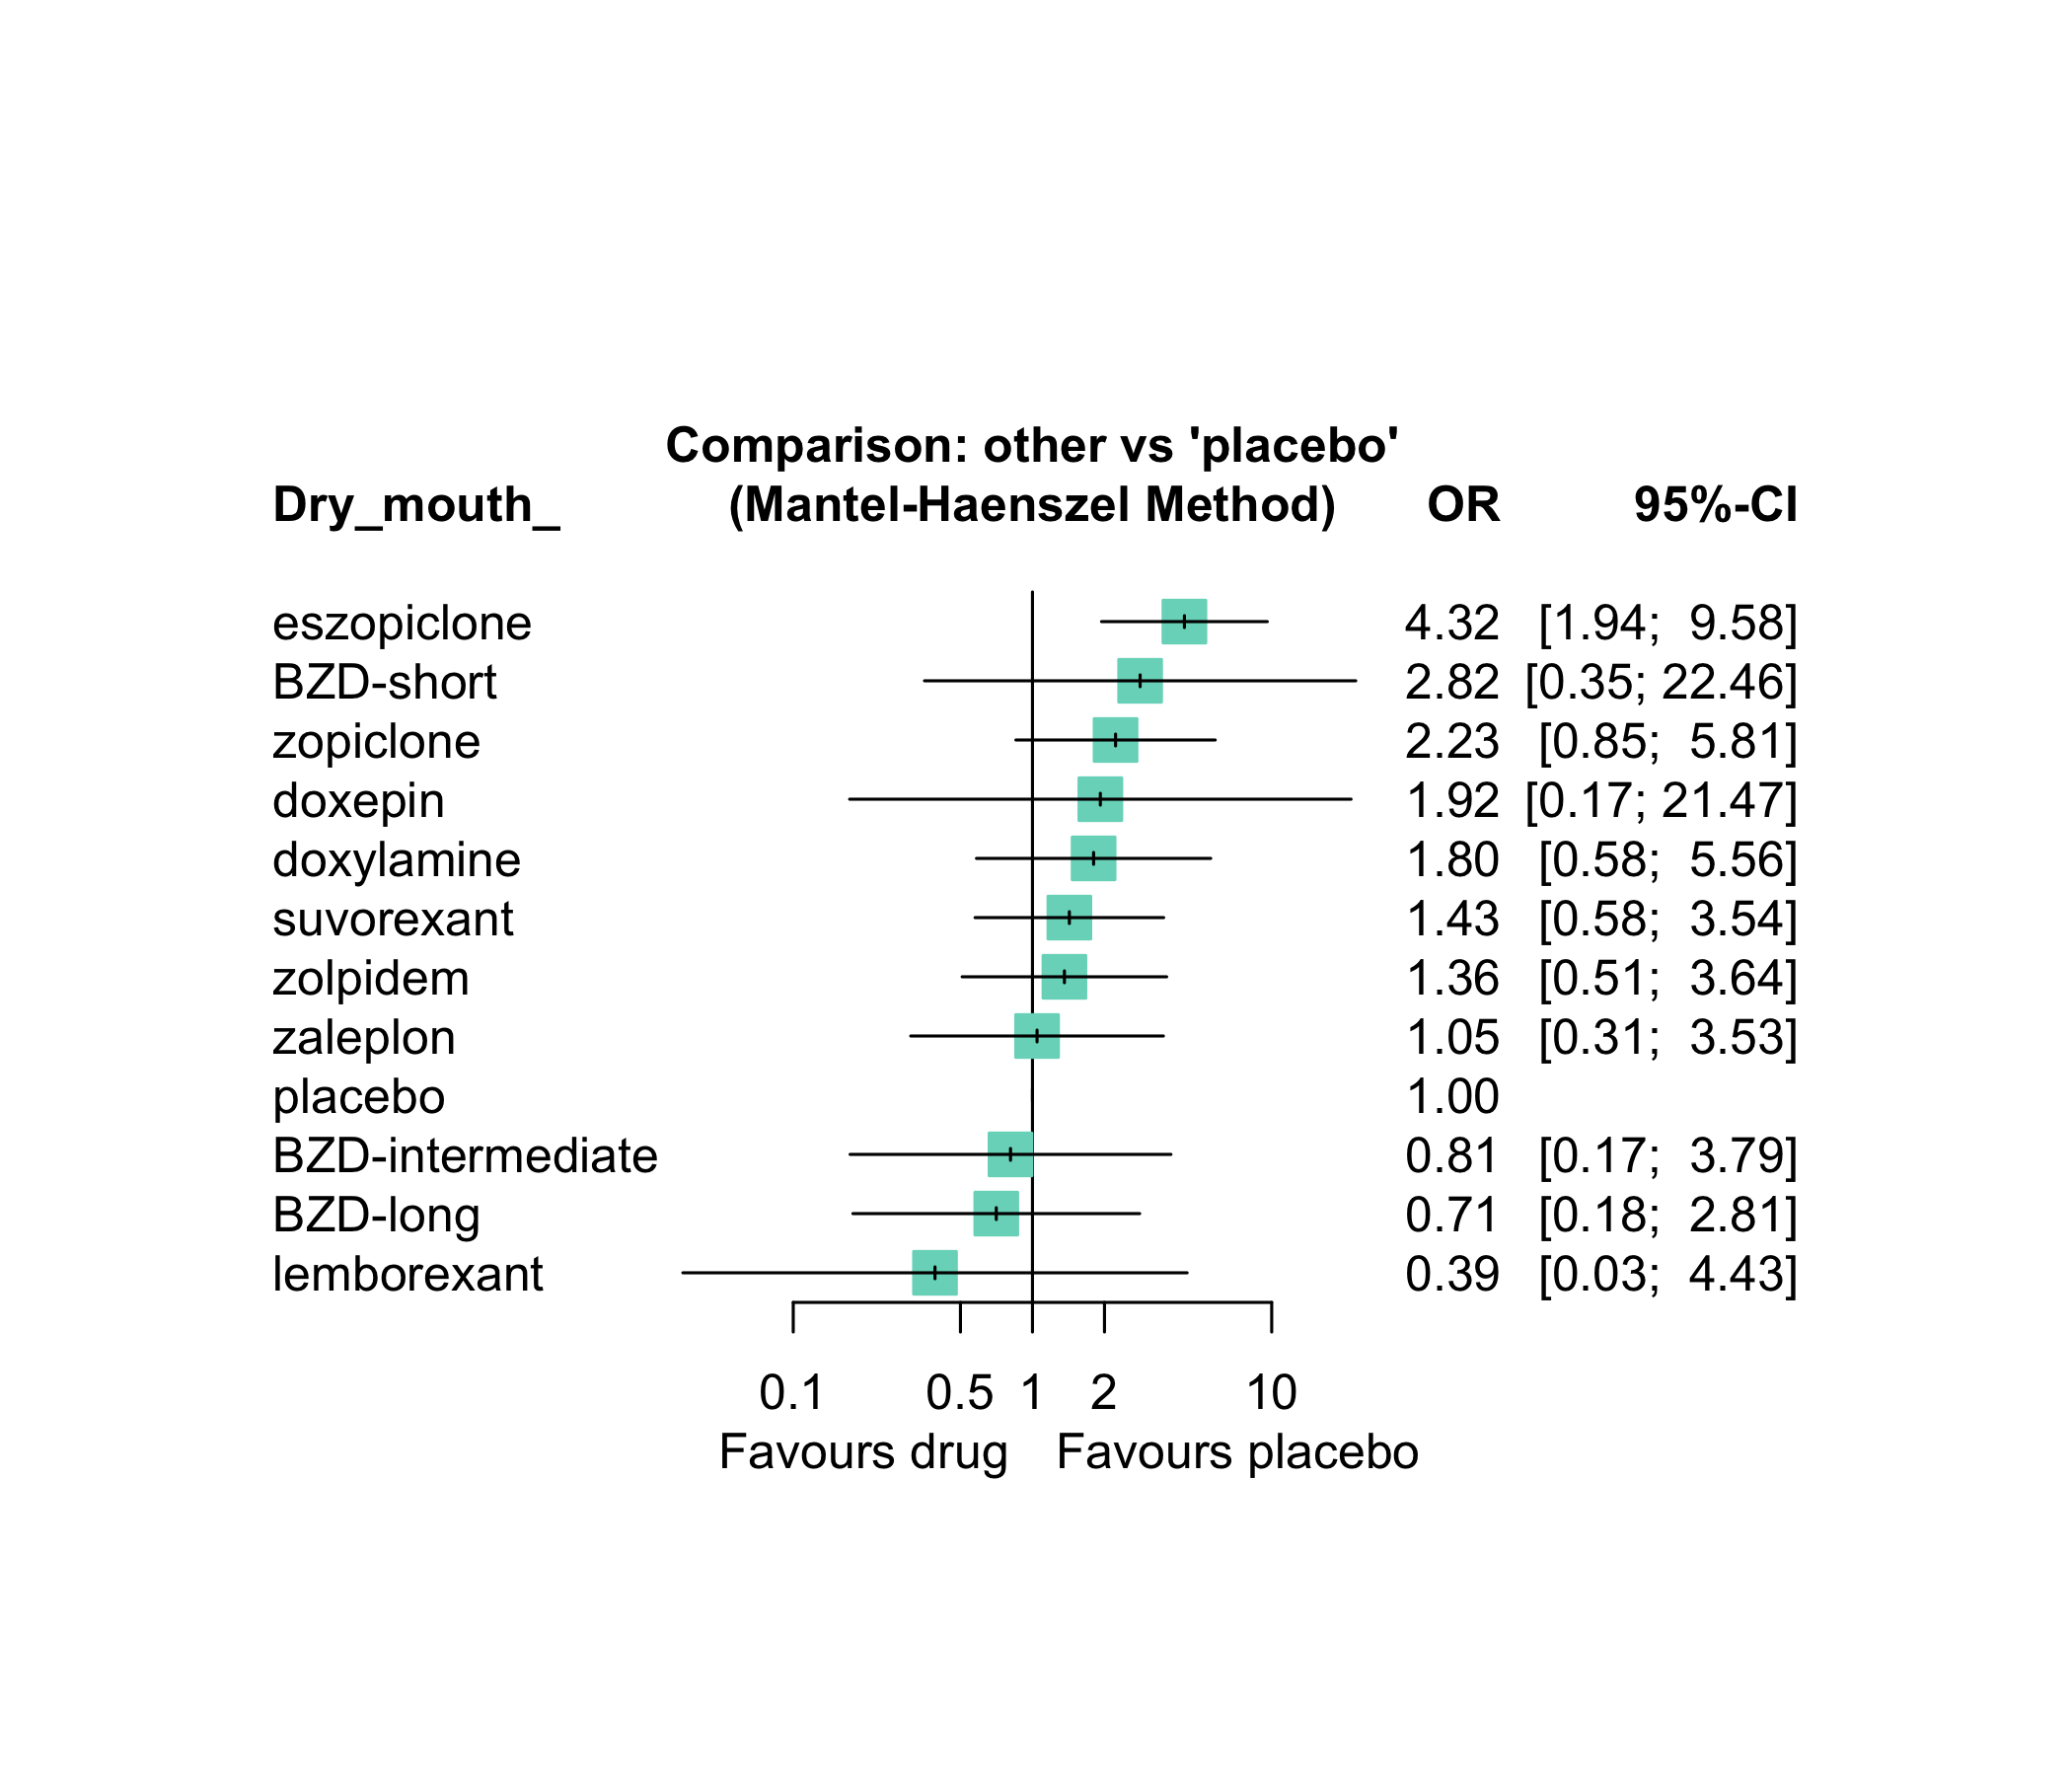 Comparison: other vs 'placebo'
Dry_mouth_ (Mantel-Haenszel Method) OR 95%-CI
eszopiclone 4.32 [1.94; 9.58]
BZD-short 2.82 [0.35; 22.46]
zopiclone 2.23 [0.85; 5.81]
doxepin 1.92 [0.17; 21.47]
doxylamine 1.80 [0.58; 5.56]
suvorexant 1.43 [0.58; 3.54]
zolpidem 1.36 [0.51; 3.64]
zaleplon 1.05 [0.31; 3.53]
placebo 1.00
BZD-intermediate 0.81 [0.17; 3.79]
BZD-long 0.71 [0.18; 2.81]
lemborexant 0.39 [0.03; 4.43]
0.1 0.5 1 2 10
Favours drug Favours placebo